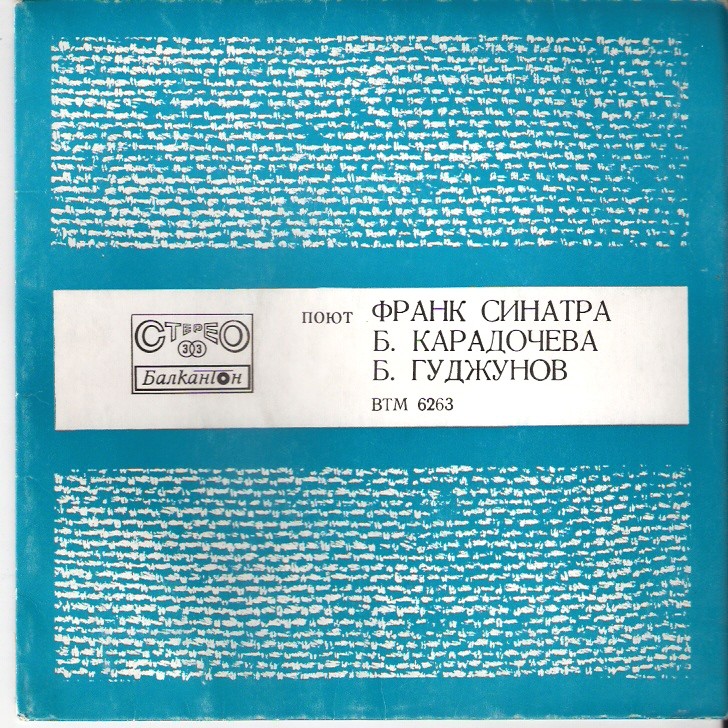 СТЕРЕО
33
Балкантон
поют ФРАНК СИНАТРА
Б. КАРАДОЧЕВА
Б. ГУДЖУНОВ
ВТМ 6263